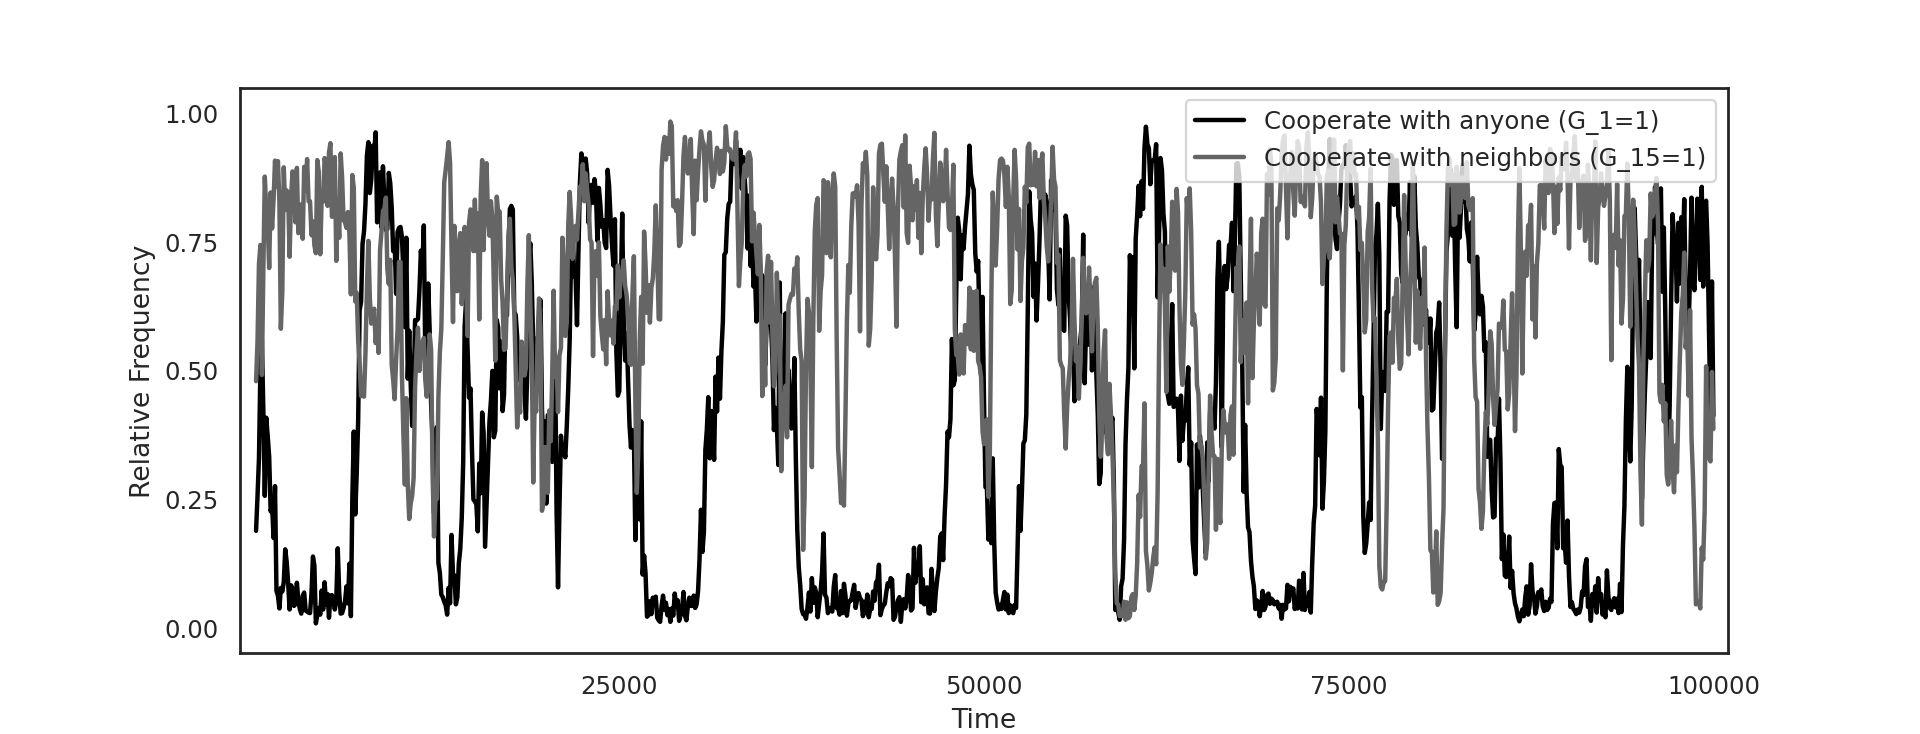 1.00
0.75
0.50
0.25
0.00
Relative Frequency
Cooperate with anyone (G_1=1)
Cooperate with neighbors (G_15=1)
25000 50000 75000 100000
Time